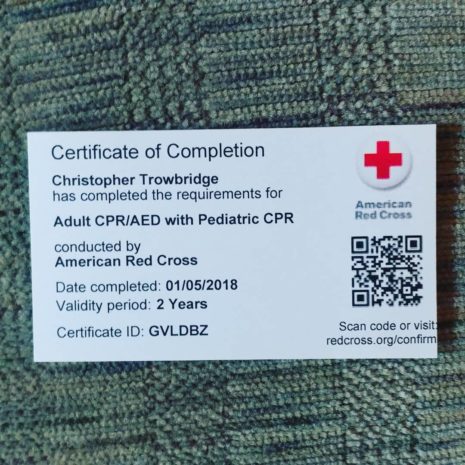 Certificate of Completion
Christopher Trowbridge
has completed the requirements for
Adult CPR/AED with Pediatric CPR
conducted by
American Red Cross
Date completed: 01/05/2018
Validity period: 2 Years
Certificate ID: GVLDBZ
American
Red Cross
Scan code or visit:
redcross.org/confirm